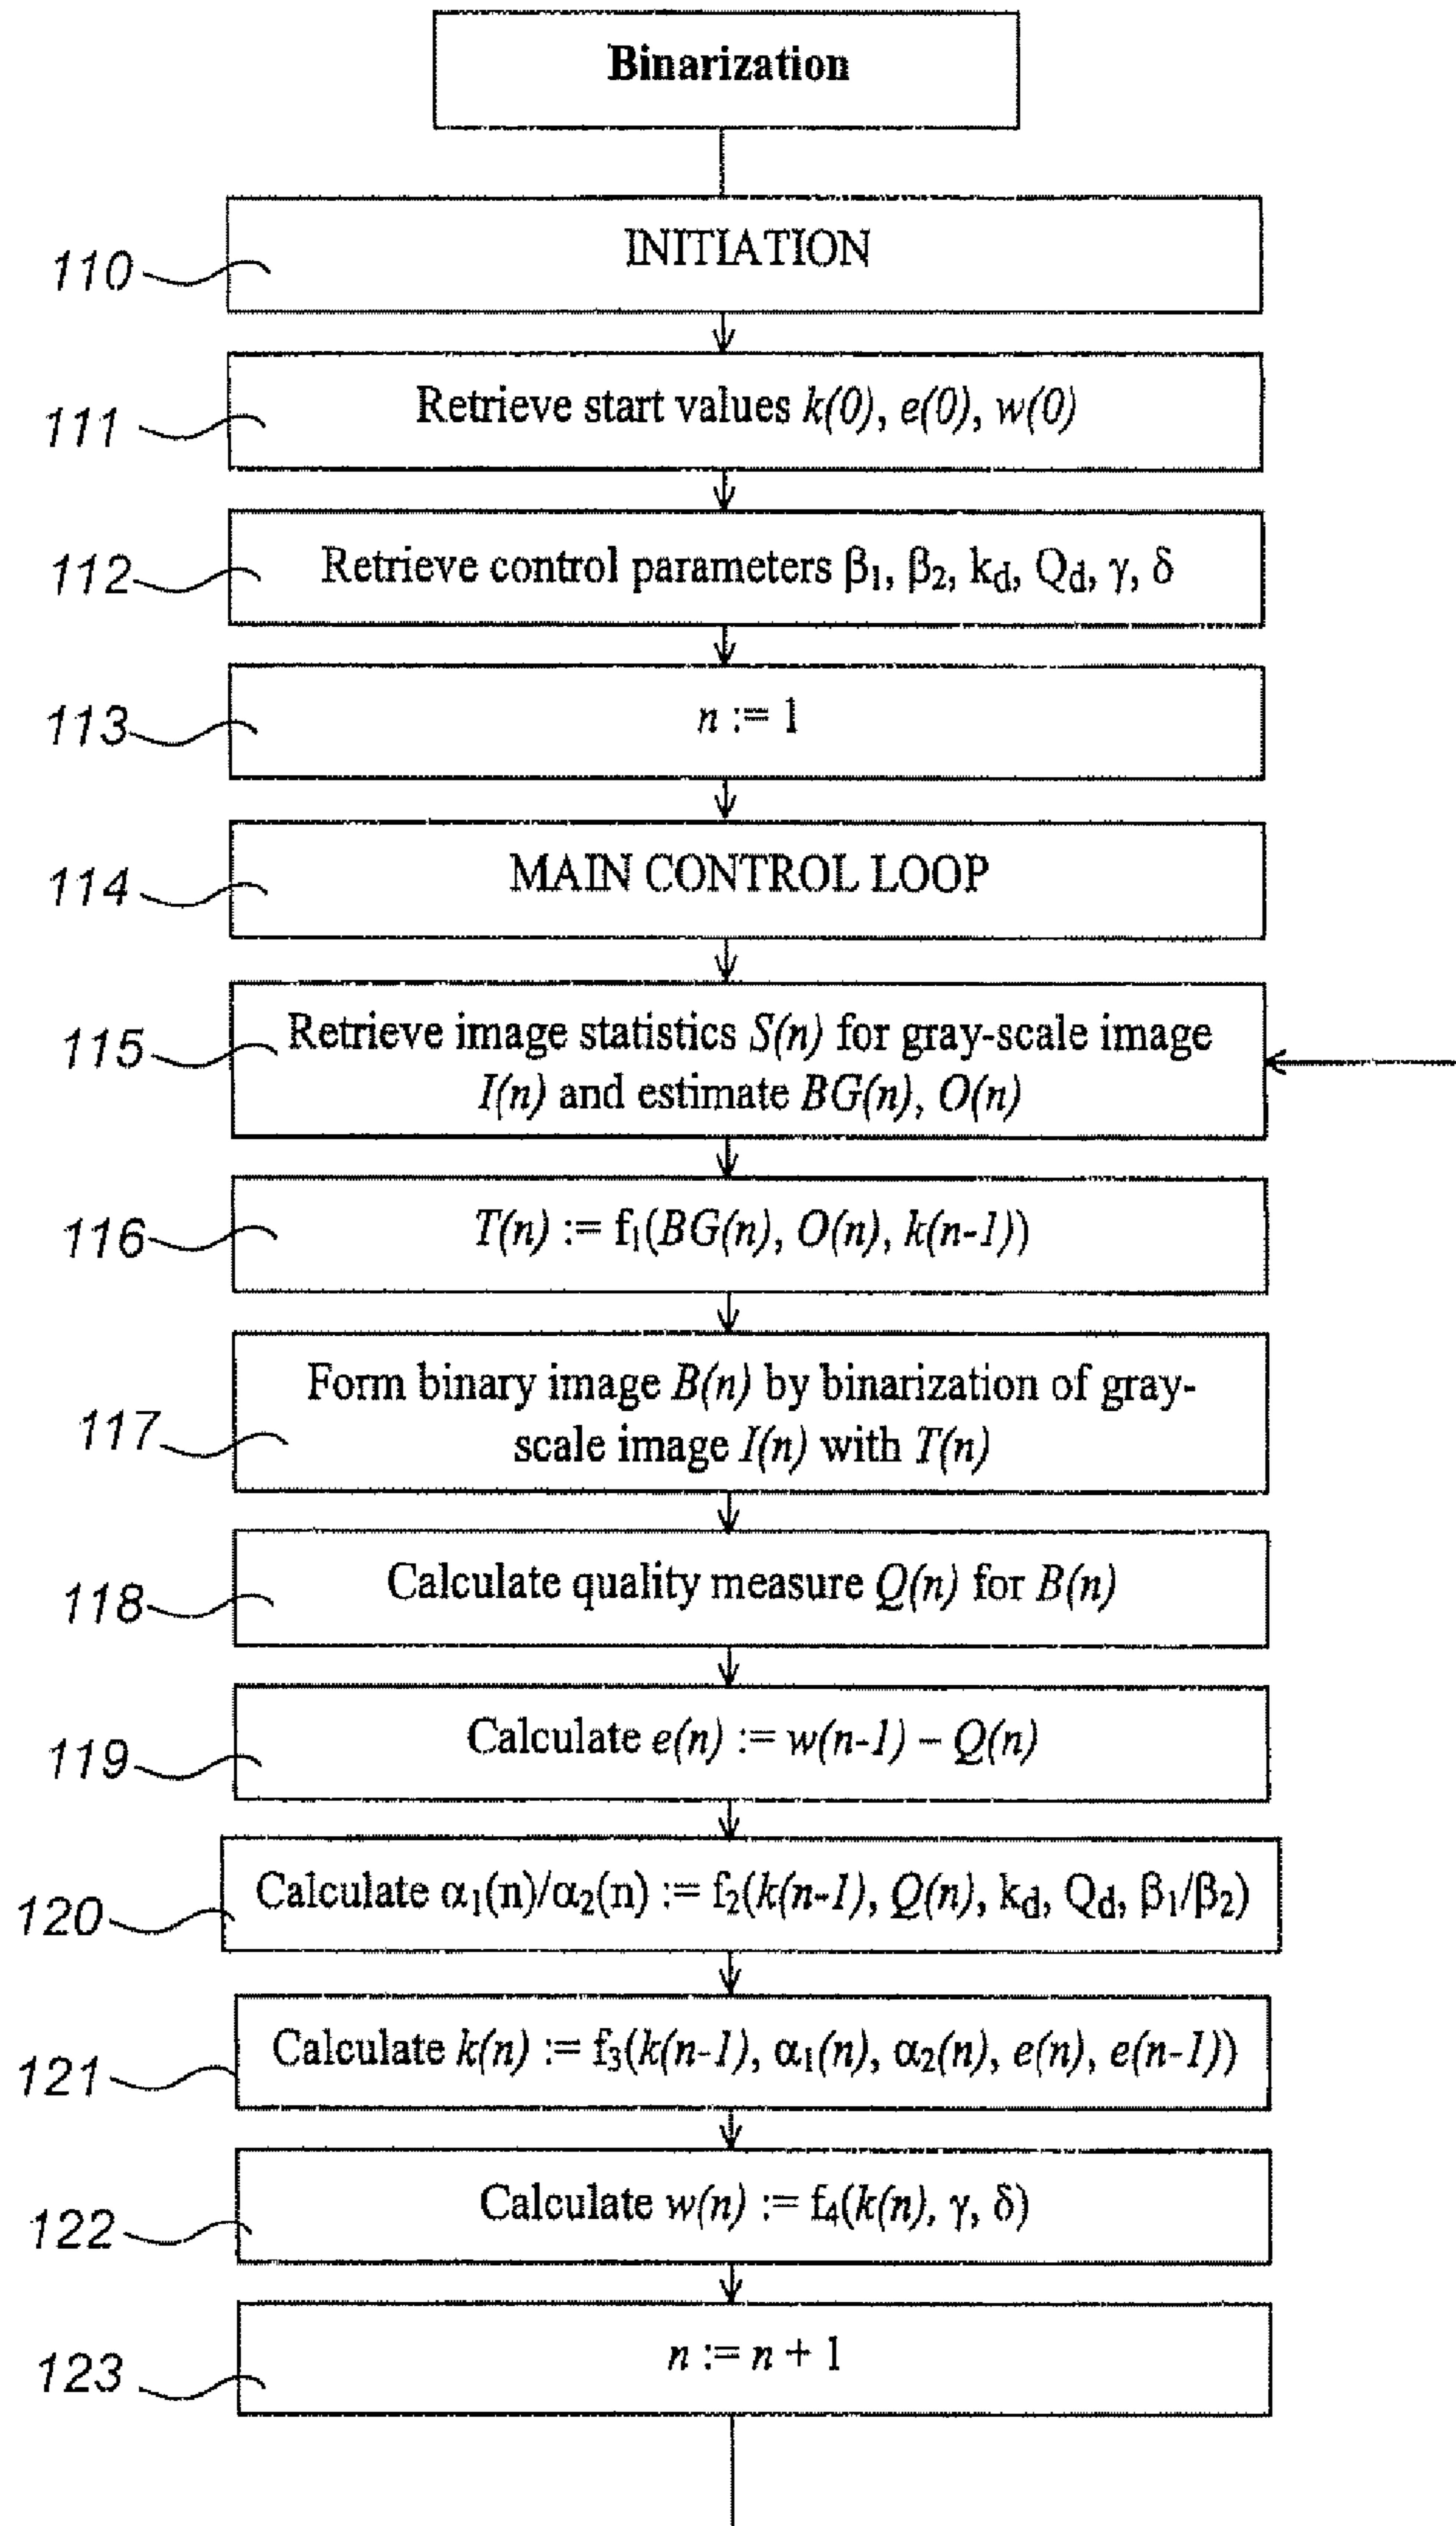 Binarization
110
INITIATION
111
Retrieve start values k(0), e(0), w(0)
112
Retrieve control parameters β₁, β₂, k_d, Q_d, γ, δ
113
n := 1
114
MAIN CONTROL LOOP
115
Retrieve image statistics S(n) for gray-scale image
I(n) and estimate BG(n), O(n)
116
T(n) := f₁(BG(n), O(n), k(n-1))
117
Form binary image B(n) by binarization of gray-
scale image I(n) with T(n)
118
Calculate quality measure Q(n) for B(n)
119
Calculate e(n) := w(n-1) – Q(n)
120
Calculate α₁(n)/α₂(n) := f₂(k(n-1), Q(n), k_d, Q_d, β₁/β₂)
121
Calculate k(n) := f₃(k(n-1), α₁(n), α₂(n), e(n), e(n-1))
122
Calculate w(n) := f₄(k(n), γ, δ)
123
n := n + 1